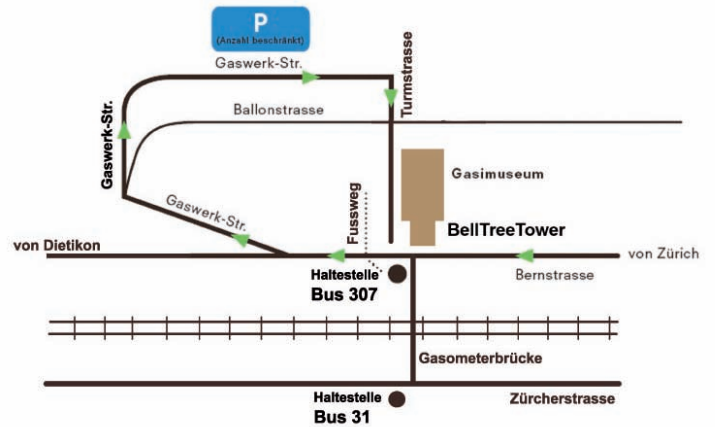 P
(Anzahl beschränkt)
Gaswerk-Str.
Turmstrasse
Ballonstrasse
Gaswerk-Str.
Gasimuseum
Gaswerk-Str.
Fussweg
BellTreeTower
von Dietikon
von Zürich
Haltestelle
Bus 307
Bernstrasse
Gasometerbrücke
Haltestelle
Bus 31
Zürcherstrasse